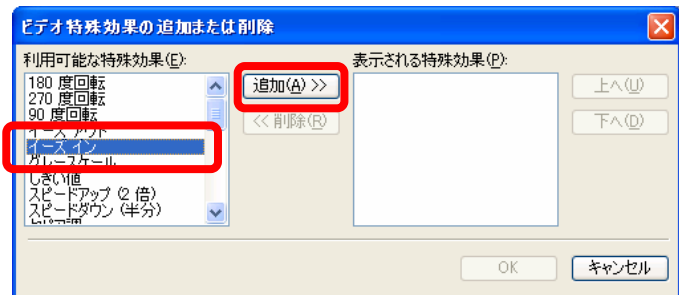 ビデオ特殊効果の追加または削除
利用可能な特殊効果(E):
表示される特殊効果(P):
180 度回転
270 度回転
90 度回転
イーズ アウト
イーズ イン
グレースケール
しきい値
スピードアップ (2 倍)
スピードダウン (半分)
セピア調
追加(A) >>
<< 削除(R)
上へ(U)
下へ(D)
OK
キャンセル